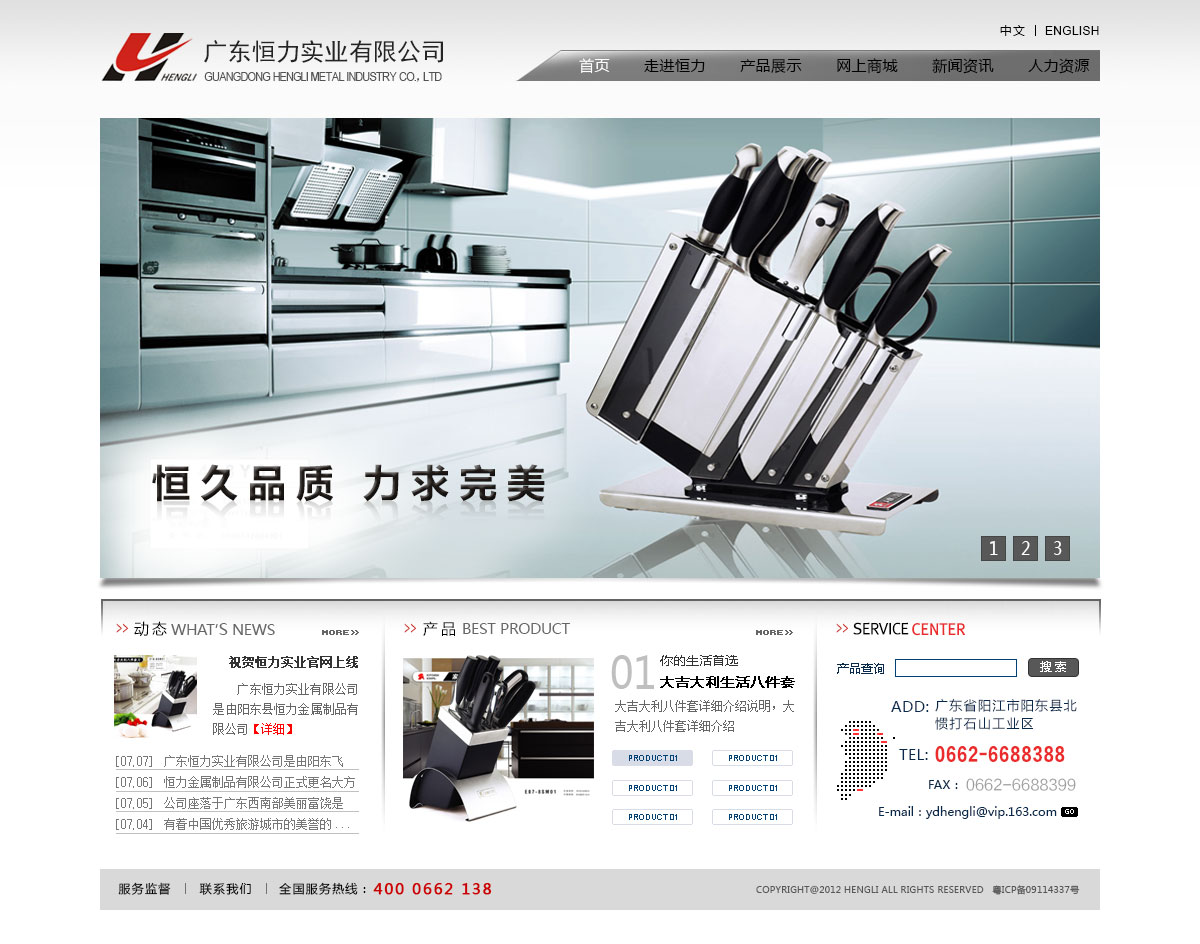 中文 | ENGLISH
HENGLI
广东恒力实业有限公司
GUANGDONG HENGLI METAL INDUSTRY CO., LTD
首页 走进恒力 产品展示 网上商城 新闻资讯 人力资源
恒久品质 力求完美
1 2 3
>> 动态 WHAT'S NEWS MORE>>
祝贺恒力实业官网上线
广东恒力实业有限公司
是由阳东县恒力金属制品有
限公司【详细】
[07,07] 广东恒力实业有限公司是由阳东飞
[07,06] 恒力金属制品有限公司正式更名大方
[07,05] 公司座落于广东西南部美丽富饶是
[07,04] 有着中国优秀旅游城市的美誉的 . . .
>> 产品 BEST PRODUCT MORE>>
01 你的生活首选
大吉大利生活八件套
大吉大利八件套详细介绍说明，大
吉大利八件套详细介绍
PRODUCT01 PRODUCT01
PRODUCT01 PRODUCT01
PRODUCT01 PRODUCT01
>> SERVICE CENTER
产品查询 搜索
ADD: 广东省阳江市阳东县北
惯打石山工业区
TEL: 0662-6688388
FAX : 0662-6688399
E-mail : ydhengli@vip.163.com GO
服务监督 | 联系我们 | 全国服务热线 : 400 0662 138
COPYRIGHT@2012 HENGLI ALL RIGHTS RESERVED 粤ICP备09114337号